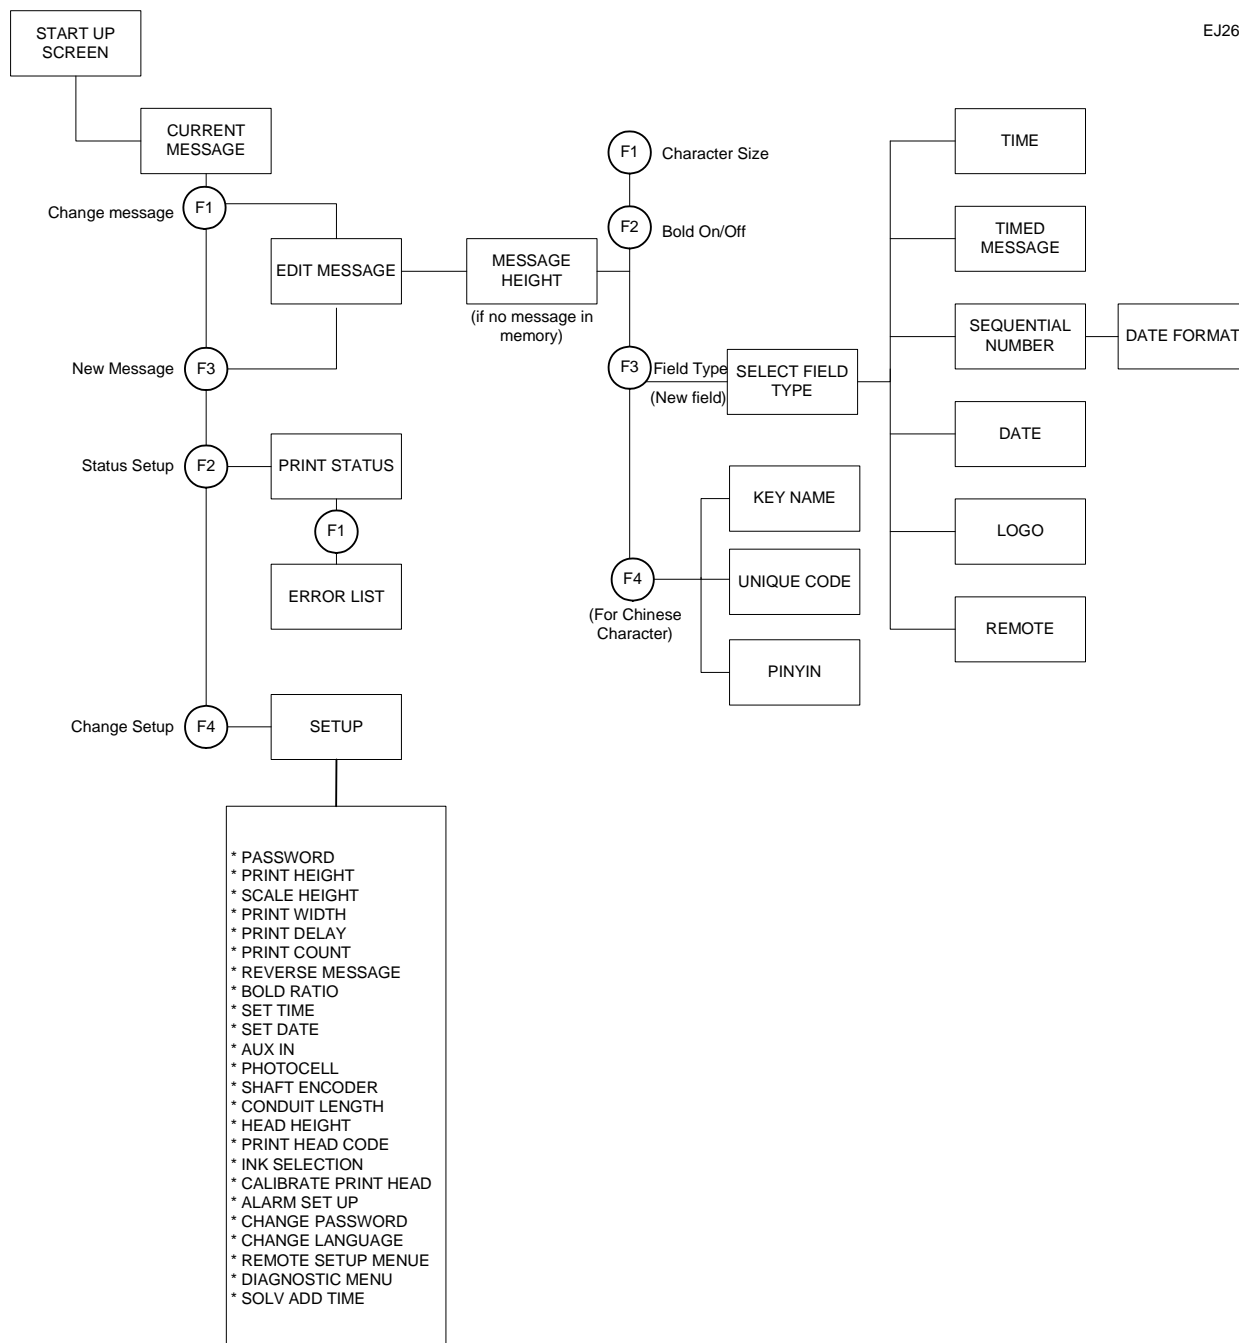 START UP
SCREEN
EJ26
CURRENT
MESSAGE
Change message
F1
EDIT MESSAGE
MESSAGE
HEIGHT
(if no message in
memory)
New Message
F3
Status Setup
F2
PRINT STATUS
F1
ERROR LIST
Change Setup
F4
SETUP
* PASSWORD
* PRINT HEIGHT
* SCALE HEIGHT
* PRINT WIDTH
* PRINT DELAY
* PRINT COUNT
* REVERSE MESSAGE
* BOLD RATIO
* SET TIME
* SET DATE
* AUX IN
* PHOTOCELL
* SHAFT ENCODER
* CONDUIT LENGTH
* HEAD HEIGHT
* PRINT HEAD CODE
* INK SELECTION
* CALIBRATE PRINT HEAD
* ALARM SET UP
* CHANGE PASSWORD
* CHANGE LANGUAGE
* REMOTE SETUP MENUE
* DIAGNOSTIC MENU
* SOLV ADD TIME
F1
Character Size
F2
Bold On/Off
F3
Field Type
(New field)
SELECT FIELD
TYPE
F4
(For Chinese
Character)
KEY NAME
UNIQUE CODE
PINYIN
TIME
TIMED
MESSAGE
SEQUENTIAL
NUMBER
DATE FORMAT
DATE
LOGO
REMOTE